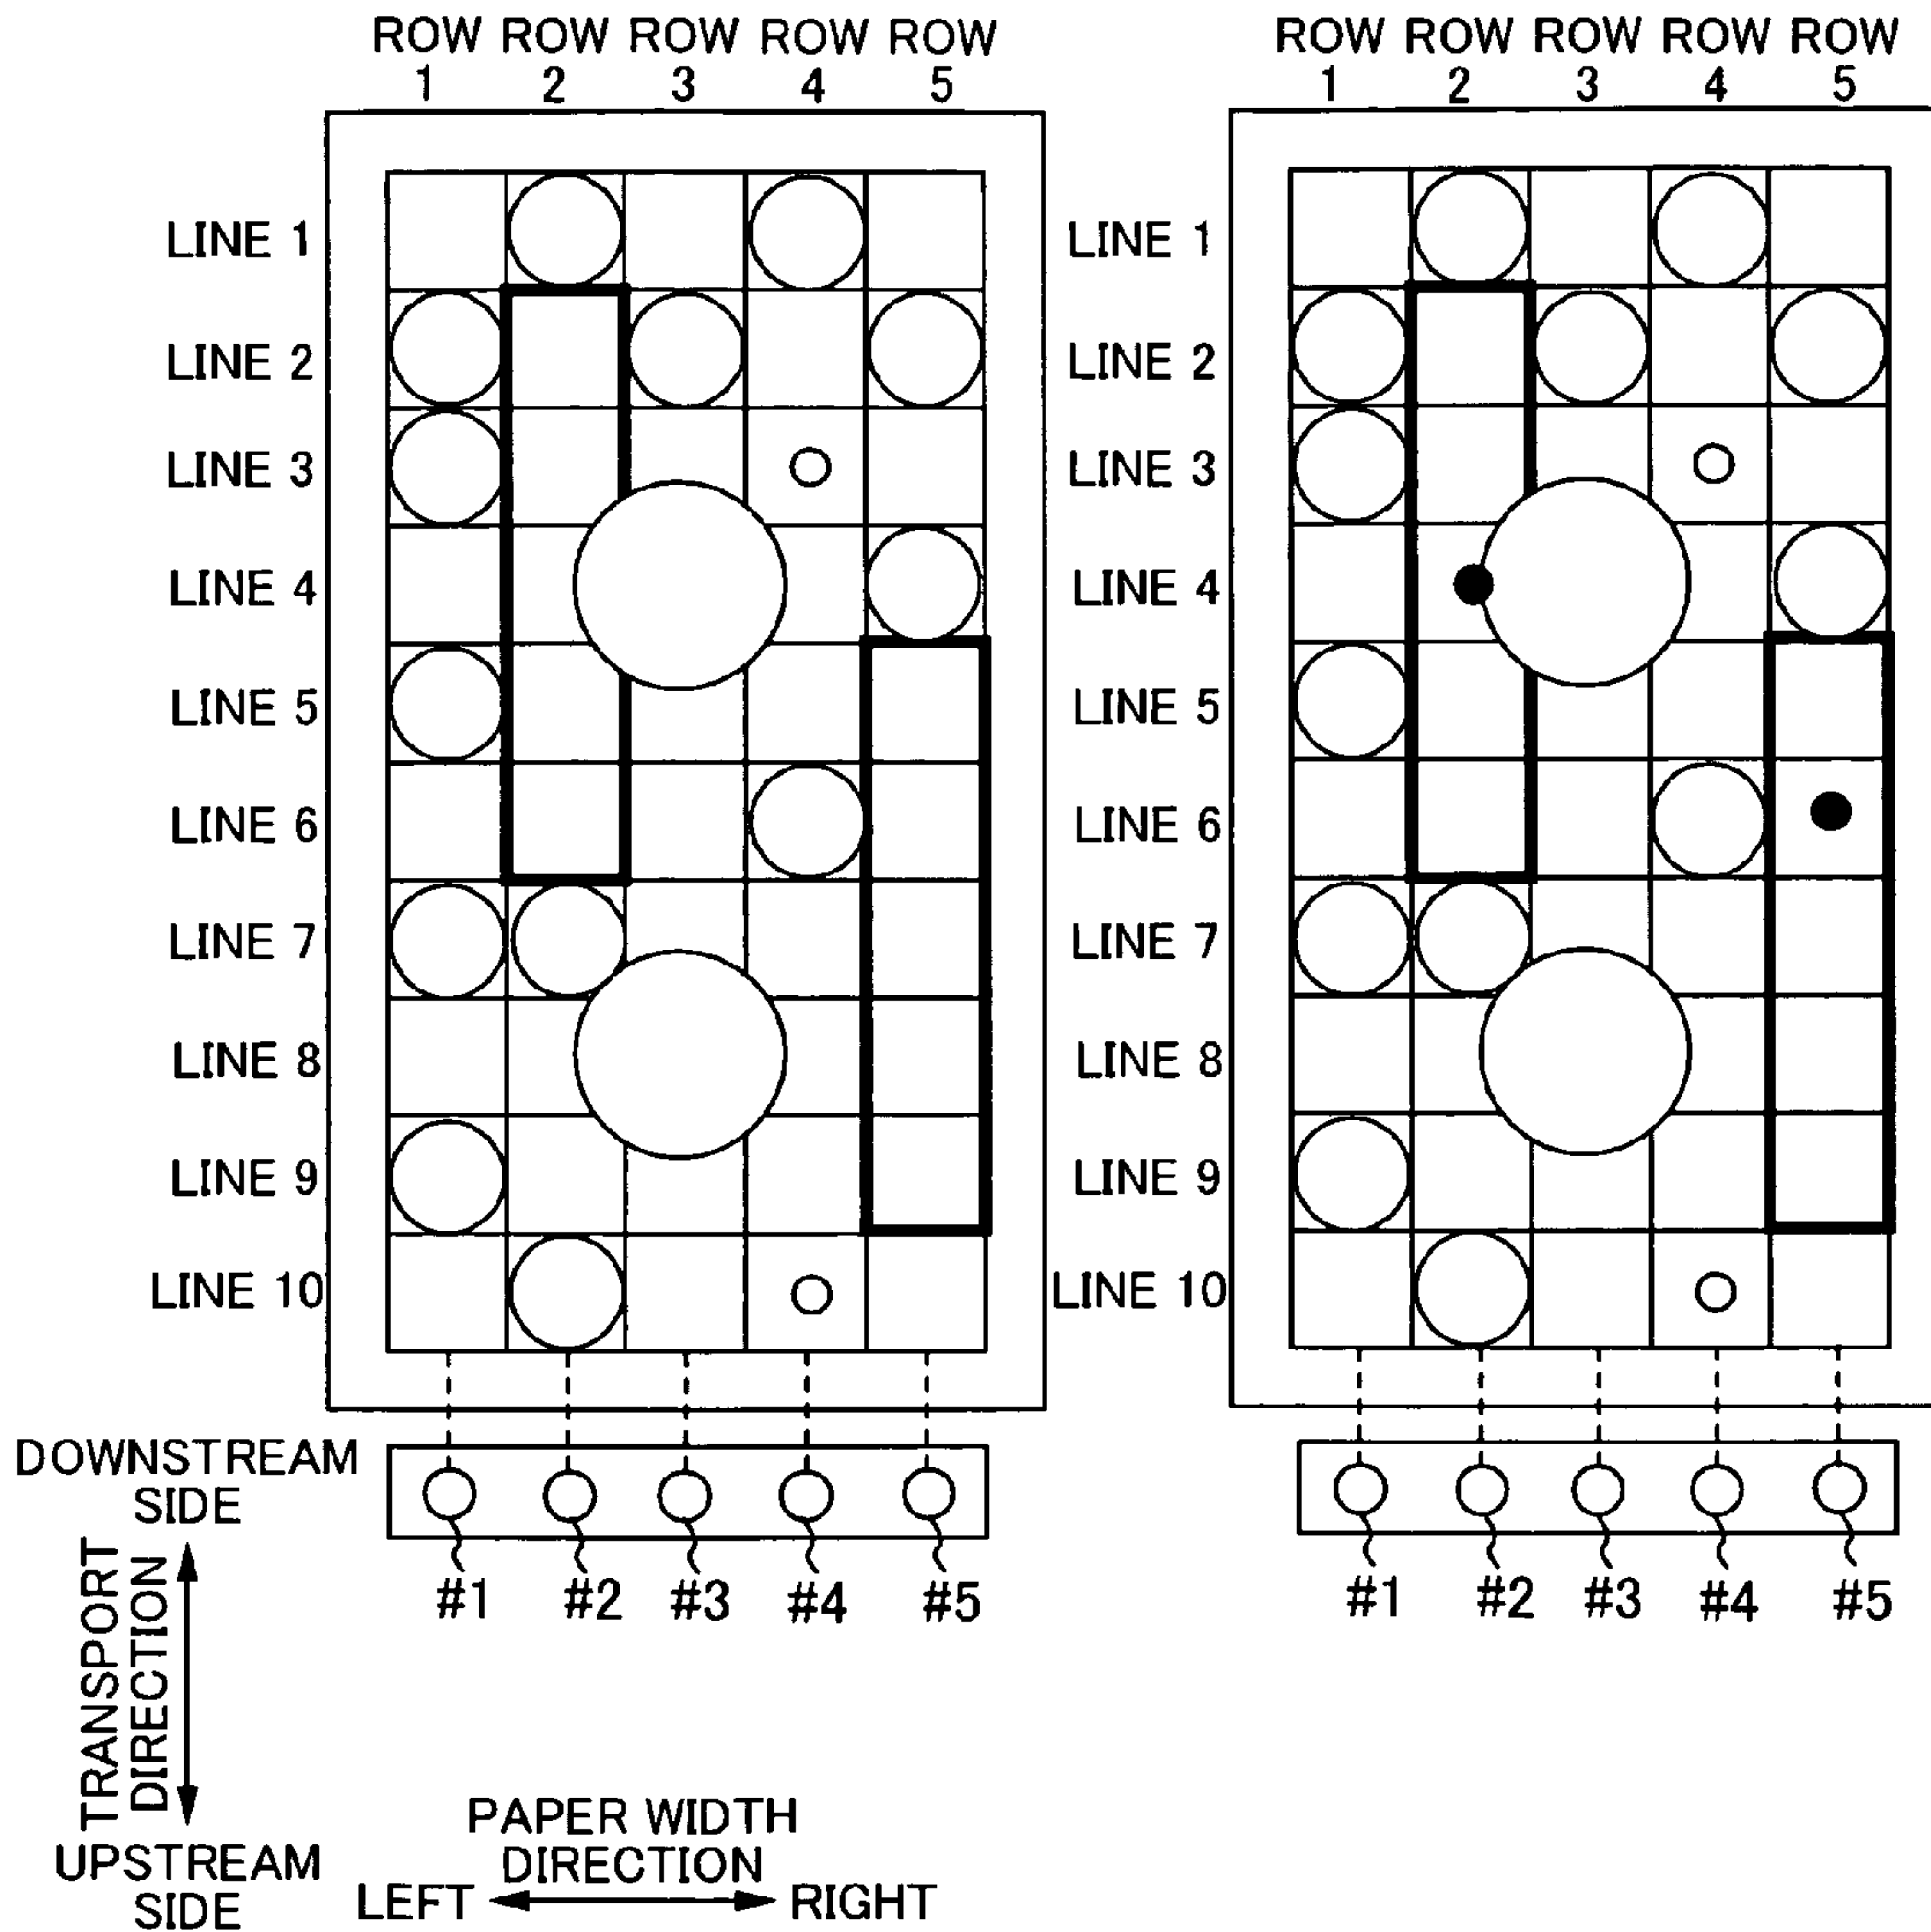 ROW ROW ROW ROW ROW
1 2 3 4 5
LINE 1
LINE 2
LINE 3
LINE 4
LINE 5
LINE 6
LINE 7
LINE 8
LINE 9
LINE 10
#1 #2 #3 #4 #5
ROW ROW ROW ROW ROW
1 2 3 4 5
LINE 1
LINE 2
LINE 3
LINE 4
LINE 5
LINE 6
LINE 7
LINE 8
LINE 9
LINE 10
#1 #2 #3 #4 #5
DOWNSTREAM
SIDE
TRANSPORT
DIRECTION
UPSTREAM
SIDE
PAPER WIDTH
DIRECTION
LEFT RIGHT